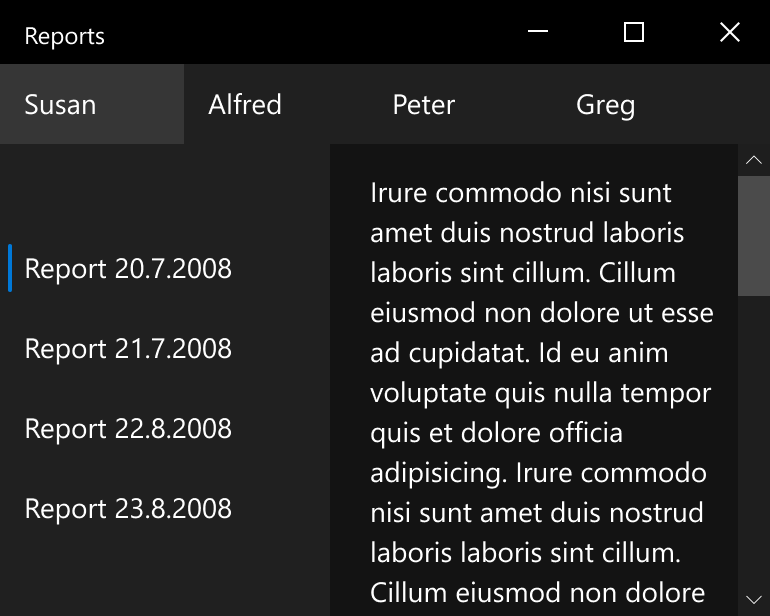 Reports
Susan Alfred Peter Greg
Report 20.7.2008
Report 21.7.2008
Report 22.8.2008
Report 23.8.2008
Irure commodo nisi sunt
amet duis nostrud laboris
laboris sint cillum. Cillum
eiusmod non dolore ut esse
ad cupidatat. Id eu anim
voluptate quis nulla tempor
quis et dolore officia
adipisicing. Irure commodo
nisi sunt amet duis nostrud
laboris laboris sint cillum.
Cillum eiusmod non dolore